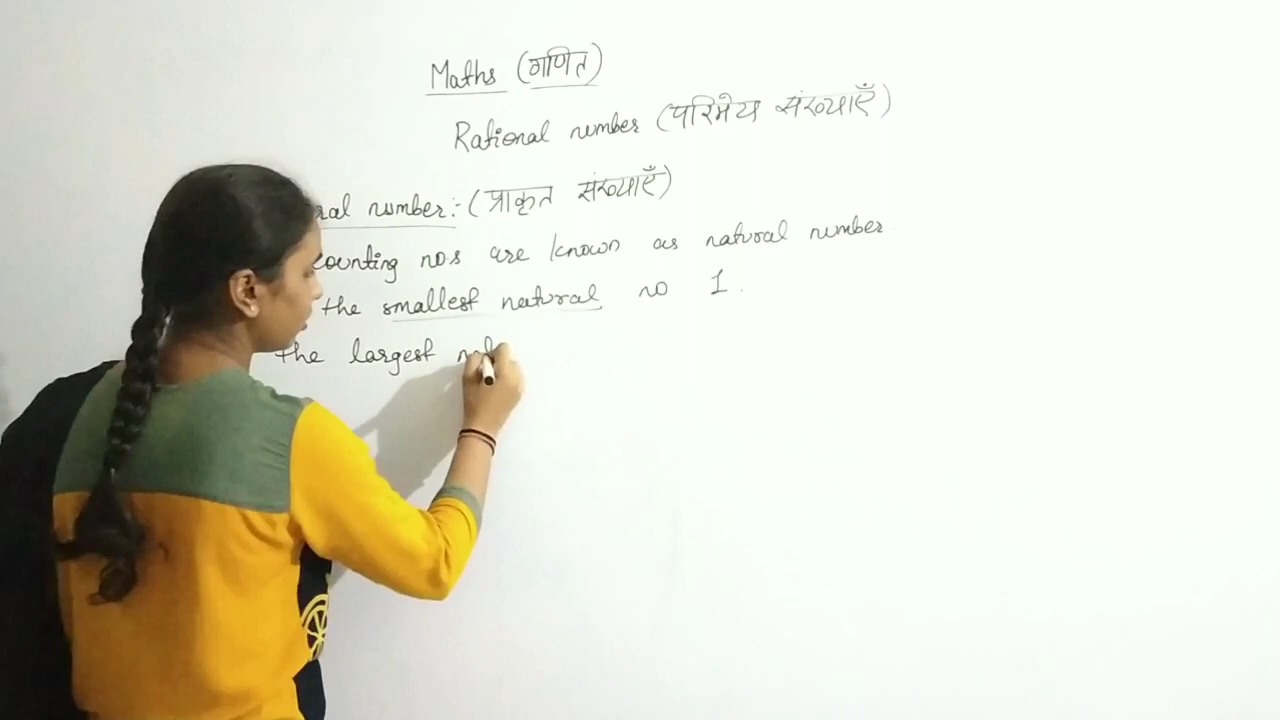 Maths (गणित)
Rational number (परिमेय संख्याएँ)
ral number:- (प्राकृत संख्याएँ)
counting nos are known as natural number.
the smallest natural no 1.
the largest